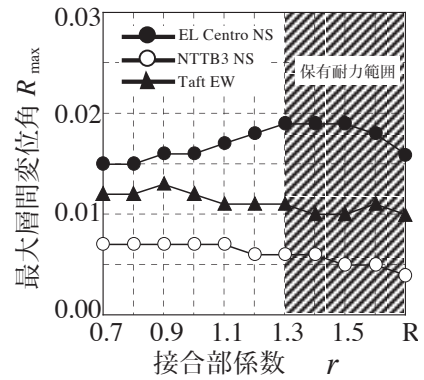 EL Centro NS
NTTB3 NS
Taft EW
保有耐力範囲
最大層間変位角 Rmax
0.03
0.02
0.01
0.00
0.7 0.9 1.1 1.3 1.5 R
接合部係数 r